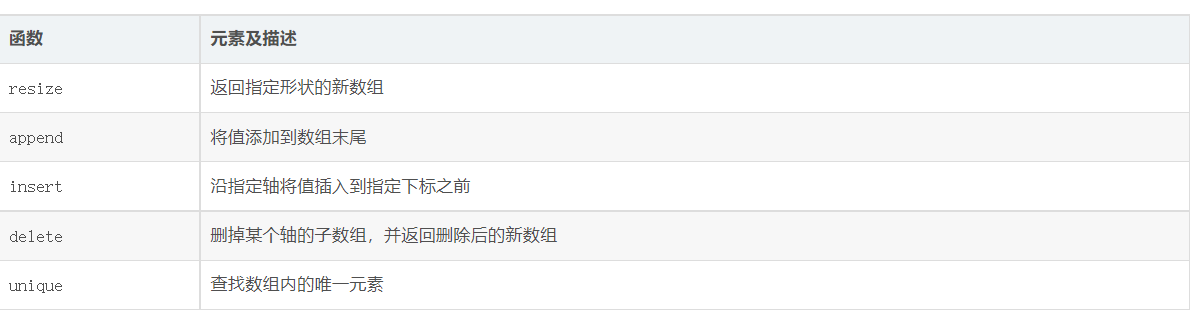 函数 元素及描述
resize 返回指定形状的新数组
append 将值添加到数组末尾
insert 沿指定轴将值插入到指定下标之前
delete 删掉某个轴的子数组，并返回删除后的新数组
unique 查找数组内的唯一元素